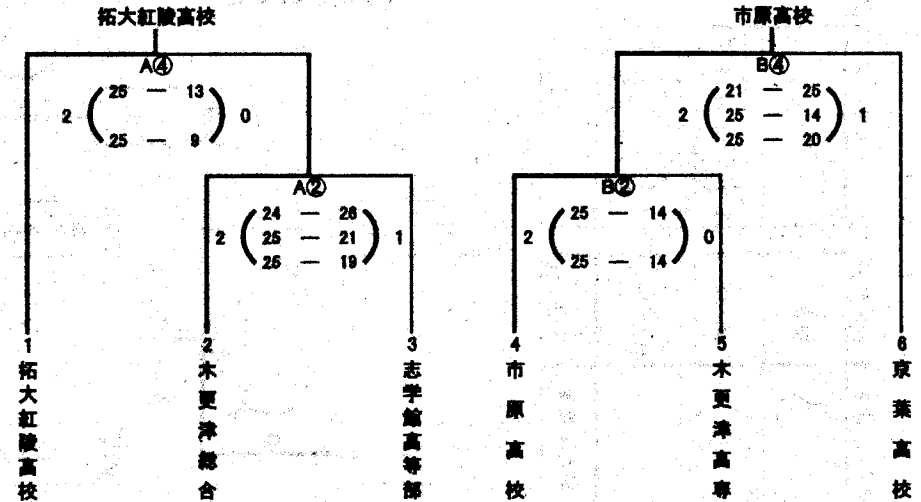 拓大紅陵高校
市原高校
A④
B④
25 — 13
2 0
25 — 9
21 — 25
2 25 — 14 1
25 — 20
A②
B②
24 — 26
2 25 — 21 1
25 — 19
25 — 14
2 0
25 — 14
1
2
3
4
5
6
拓大紅陵高校
木更津総合
志学館高等部
市原高校
木更津高専
京葉高校